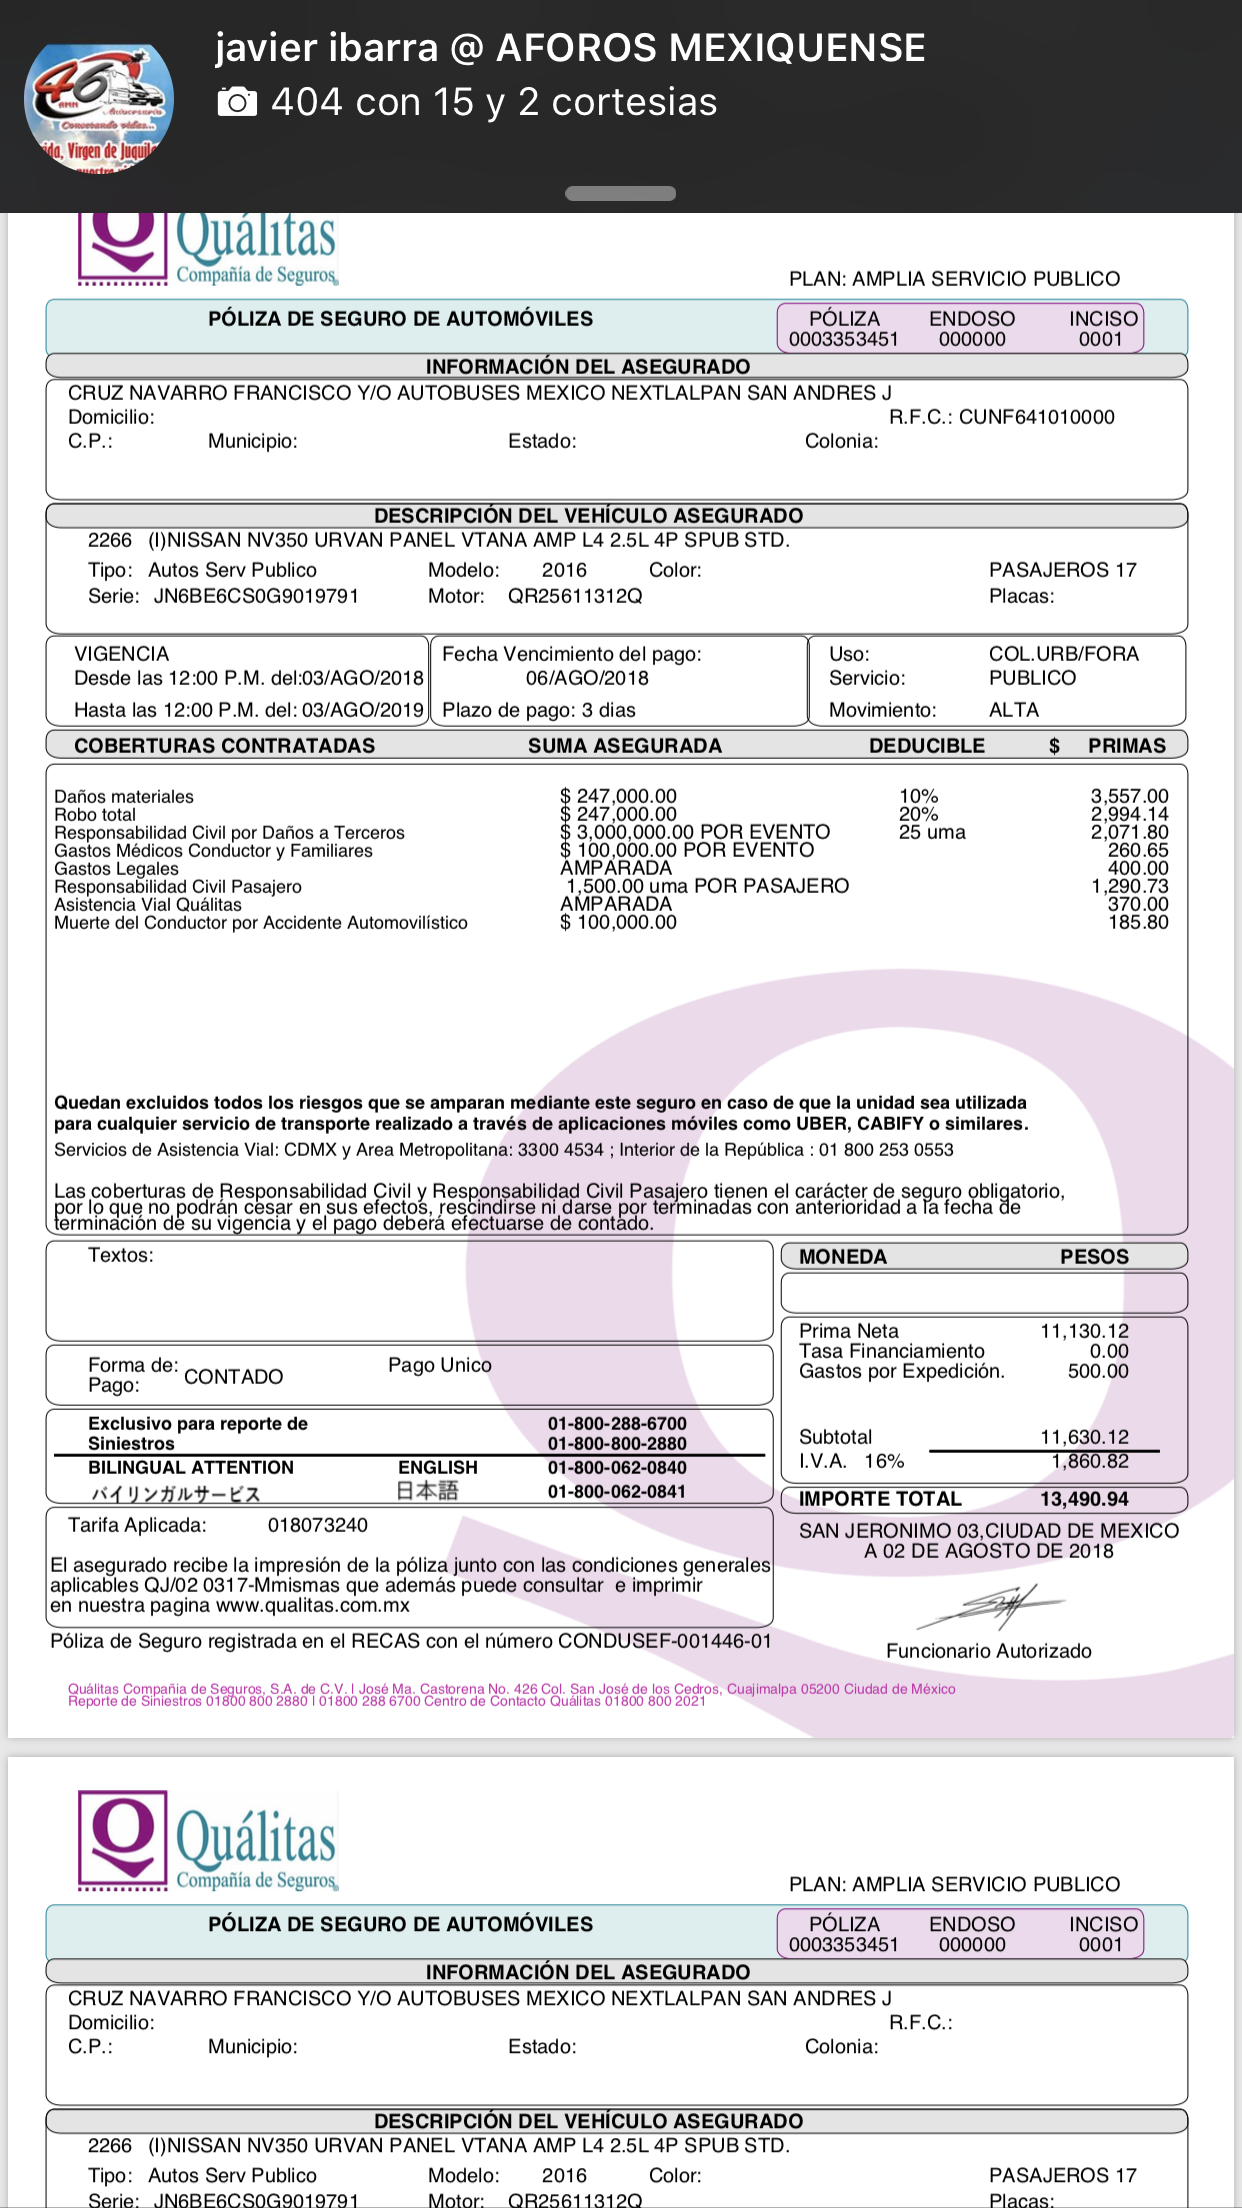 javier ibarra @ AFOROS MEXIQUENSE
404 con 15 y 2 cortesias
46
AMM
Aniversario
Conectando vidas...
ida, Virgen de Juquila
Quálitas
Compañía de Seguros
PLAN: AMPLIA SERVICIO PUBLICO
PÓLIZA DE SEGURO DE AUTOMÓVILES
PÓLIZA ENDOSO INCISO
0003353451 000000 0001
INFORMACIÓN DEL ASEGURADO
CRUZ NAVARRO FRANCISCO Y/O AUTOBUSES MEXICO NEXTLALPAN SAN ANDRES J
Domicilio: R.F.C.: CUNF641010000
C.P.: Municipio: Estado: Colonia:
DESCRIPCIÓN DEL VEHÍCULO ASEGURADO
2266 (I)NISSAN NV350 URVAN PANEL VTANA AMP L4 2.5L 4P SPUB STD.
Tipo: Autos Serv Publico Modelo: 2016 Color: PASAJEROS 17
Serie: JN6BE6CS0G9019791 Motor: QR25611312Q Placas:
VIGENCIA Fecha Vencimiento del pago: Uso: COL.URB/FORA
Desde las 12:00 P.M. del:03/AGO/2018 06/AGO/2018 Servicio: PUBLICO
Hasta las 12:00 P.M. del: 03/AGO/2019 Plazo de pago: 3 dias Movimiento: ALTA
COBERTURAS CONTRATADAS SUMA ASEGURADA DEDUCIBLE $ PRIMAS
Daños materiales $ 247,000.00 10% 3,557.00
Robo total $ 247,000.00 20% 2,994.14
Responsabilidad Civil por Daños a Terceros $ 3,000,000.00 POR EVENTO 25 uma 2,071.80
Gastos Médicos Conductor y Familiares $ 100,000.00 POR EVENTO 260.65
Gastos Legales AMPARADA 400.00
Responsabilidad Civil Pasajero 1,500.00 uma POR PASAJERO 1,290.73
Asistencia Vial Quálitas AMPARADA 370.00
Muerte del Conductor por Accidente Automovilístico $ 100,000.00 185.80
Quedan excluidos todos los riesgos que se amparan mediante este seguro en caso de que la unidad sea utilizada
para cualquier servicio de transporte realizado a través de aplicaciones móviles como UBER, CABIFY o similares.
Servicios de Asistencia Vial: CDMX y Area Metropolitana: 3300 4534 ; Interior de la República : 01 800 253 0553
Las coberturas de Responsabilidad Civil y Responsabilidad Civil Pasajero tienen el carácter de seguro obligatorio,
por lo que no podrán cesar en sus efectos, rescindirse ni darse por terminadas con anterioridad a la fecha de
terminación de su vigencia y el pago deberá efectuarse de contado.
Textos:
MONEDA PESOS
Prima Neta 11,130.12
Tasa Financiamiento 0.00
Gastos por Expedición. 500.00
Forma de: Pago: CONTADO Pago Unico
Exclusivo para reporte de 01-800-288-6700
Siniestros 01-800-800-2880
BILINGUAL ATTENTION ENGLISH 01-800-062-0840
バイリンガルサービス 日本語 01-800-062-0841
Subtotal 11,630.12
I.V.A. 16% 1,860.82
IMPORTE TOTAL 13,490.94
Tarifa Aplicada: 018073240
El asegurado recibe la impresión de la póliza junto con las condiciones generales
aplicables QJ/02 0317-Mmismas que además puede consultar e imprimir
en nuestra pagina www.qualitas.com.mx
SAN JERONIMO 03,CIUDAD DE MEXICO
A 02 DE AGOSTO DE 2018
Funcionario Autorizado
Póliza de Seguro registrada en el RECAS con el número CONDUSEF-001446-01
Quálitas Compañia de Seguros, S.A. de C.V. | José Ma. Castorena No. 426 Col. San José de los Cedros, Cuajimalpa 05200 Ciudad de México
Reporte de Siniestros 01800 800 2880 | 01800 288 6700 Centro de Contacto Quálitas 01800 800 2021
Quálitas
Compañía de Seguros
PLAN: AMPLIA SERVICIO PUBLICO
PÓLIZA DE SEGURO DE AUTOMÓVILES
PÓLIZA ENDOSO INCISO
0003353451 000000 0001
INFORMACIÓN DEL ASEGURADO
CRUZ NAVARRO FRANCISCO Y/O AUTOBUSES MEXICO NEXTLALPAN SAN ANDRES J
Domicilio: R.F.C.:
C.P.: Municipio: Estado: Colonia:
DESCRIPCIÓN DEL VEHÍCULO ASEGURADO
2266 (I)NISSAN NV350 URVAN PANEL VTANA AMP L4 2.5L 4P SPUB STD.
Tipo: Autos Serv Publico Modelo: 2016 Color: PASAJEROS 17
Serie: JN6BE6CS0G9019791 Motor: QR25611312Q Placas: